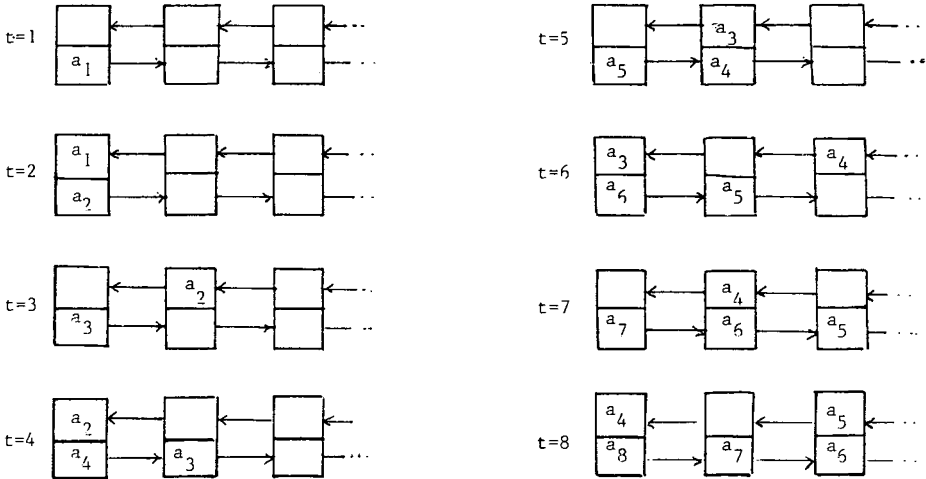 t=1
a1
t=2
a1
a2
t=3
a2
a3
t=4
a2
a4 a3
t=5
a3
a5 a4
t=6
a3 a4
a6 a5
t=7
a4
a7 a6 a5
t=8
a4 a5
a8 a7 a6